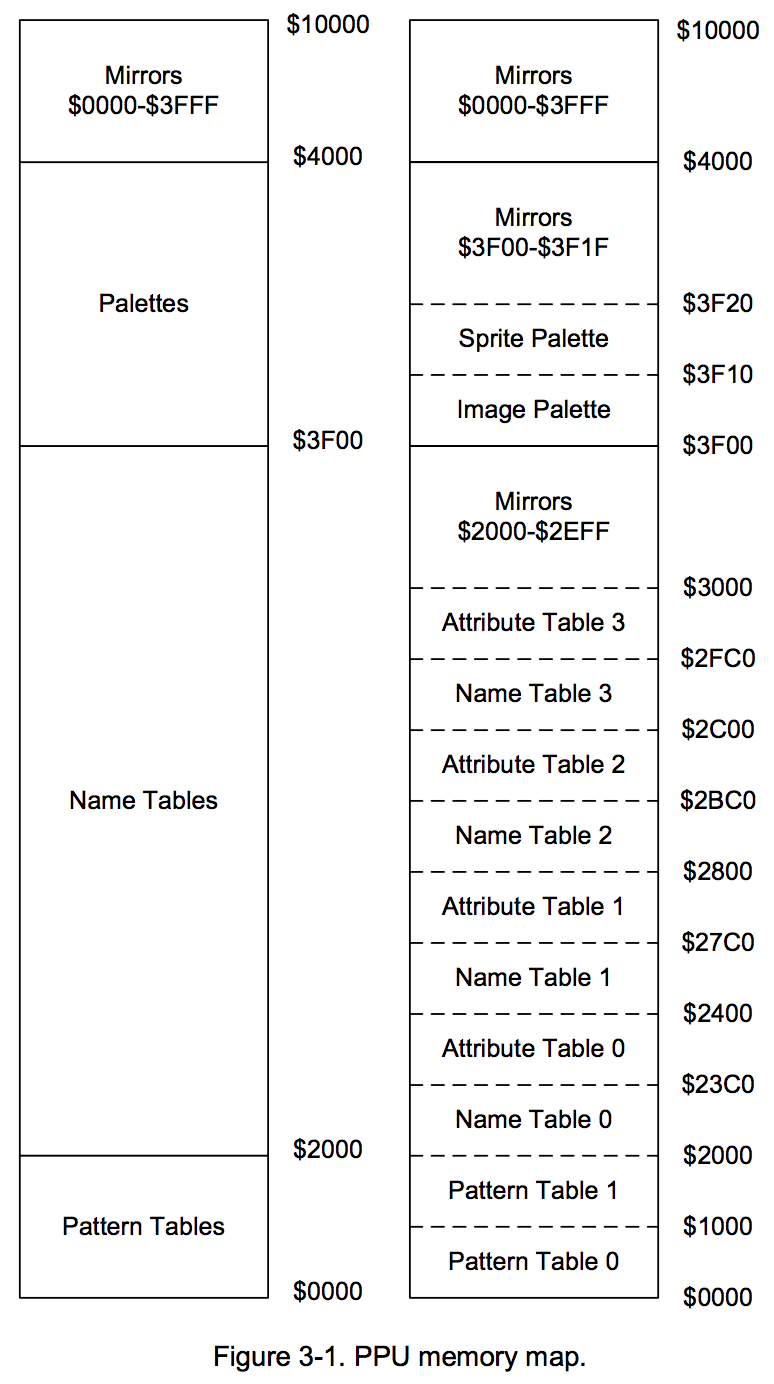 $10000
Mirrors
$0000-$3FFF
$4000
Palettes
$3F00
Name Tables
$2000
Pattern Tables
$0000
$10000
Mirrors
$0000-$3FFF
$4000
Mirrors
$3F00-$3F1F
$3F20
Sprite Palette
$3F10
Image Palette
$3F00
Mirrors
$2000-$2EFF
$3000
Attribute Table 3
$2FC0
Name Table 3
$2C00
Attribute Table 2
$2BC0
Name Table 2
$2800
Attribute Table 1
$27C0
Name Table 1
$2400
Attribute Table 0
$23C0
Name Table 0
$2000
Pattern Table 1
$1000
Pattern Table 0
$0000
Figure 3-1. PPU memory map.